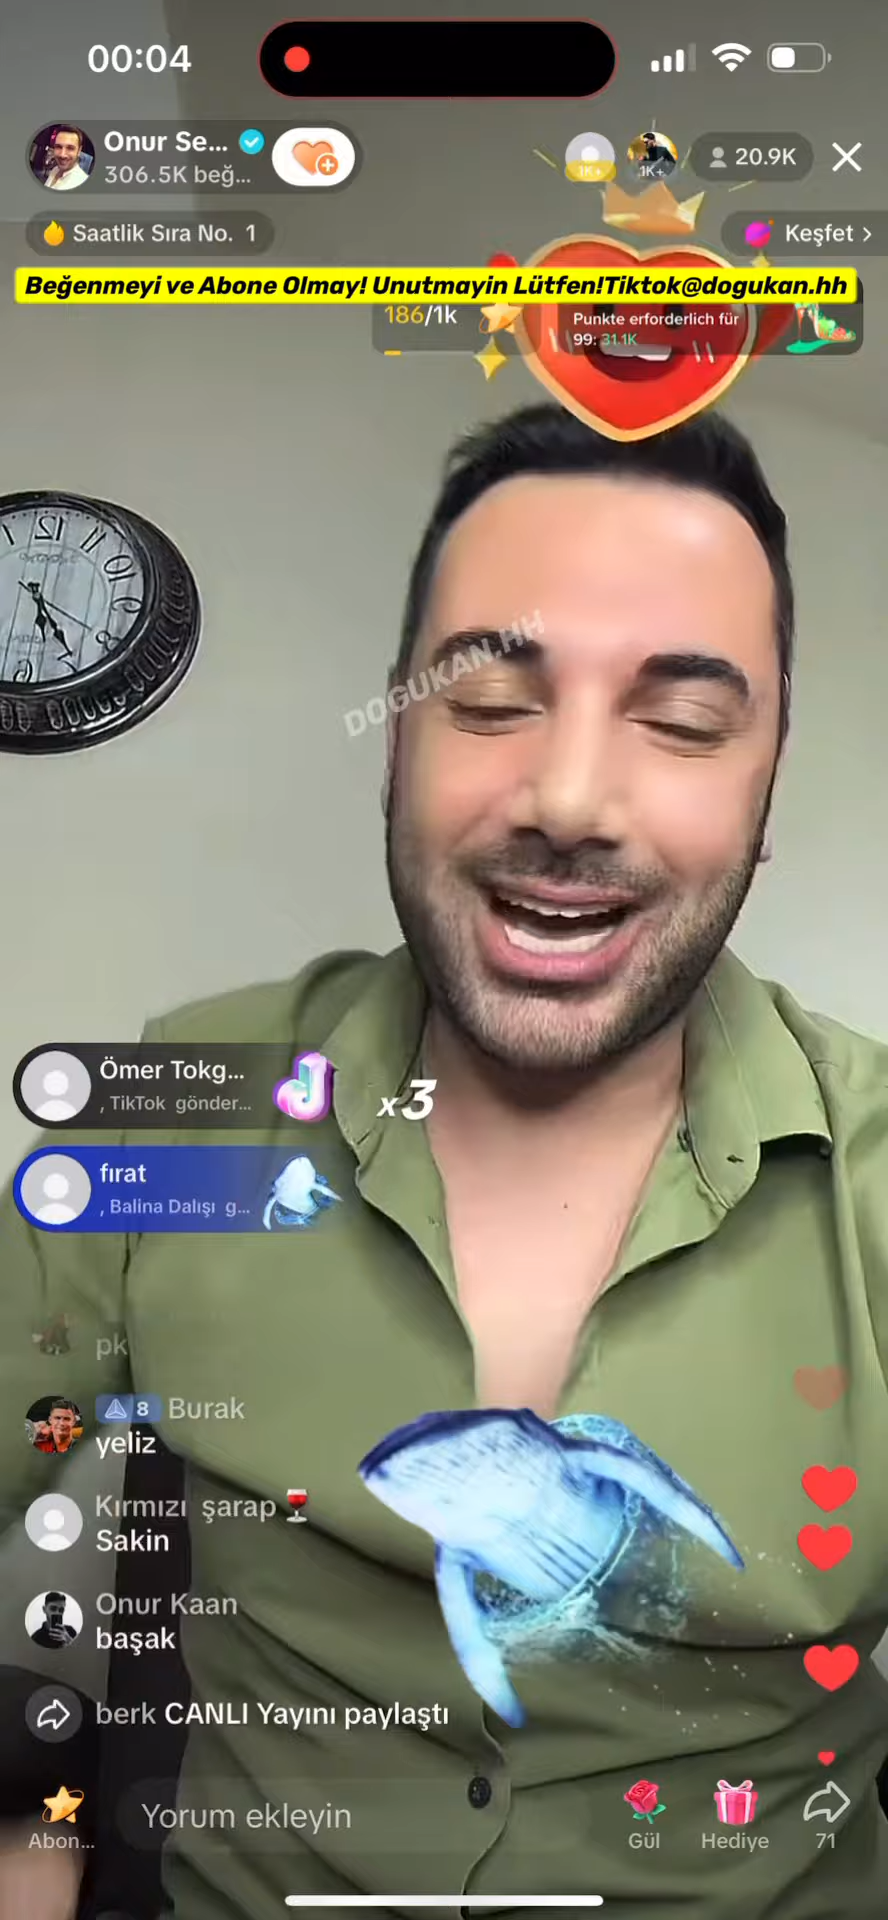 00:04
Onur Se...
306.5K beğ...
1K+
1K+
20.9K
Saatlik Sıra No. 1
Keşfet >
Beğenmeyi ve Abone Olmay! Unutmayin Lütfen!Tiktok@dogukan.hh
186/1k
Punkte erforderlich für
99: 31.1K
DOGUKAN.HH
Ömer Tokg...
, TikTok gönder...
x3
fırat
, Balina Dalışı g...
pk
8 Burak
yeliz
Kırmızı şarap
Sakin
Onur Kaan
başak
berk CANLI Yayını paylaştı
Abon...
Yorum ekleyin
Gül
Hediye
71